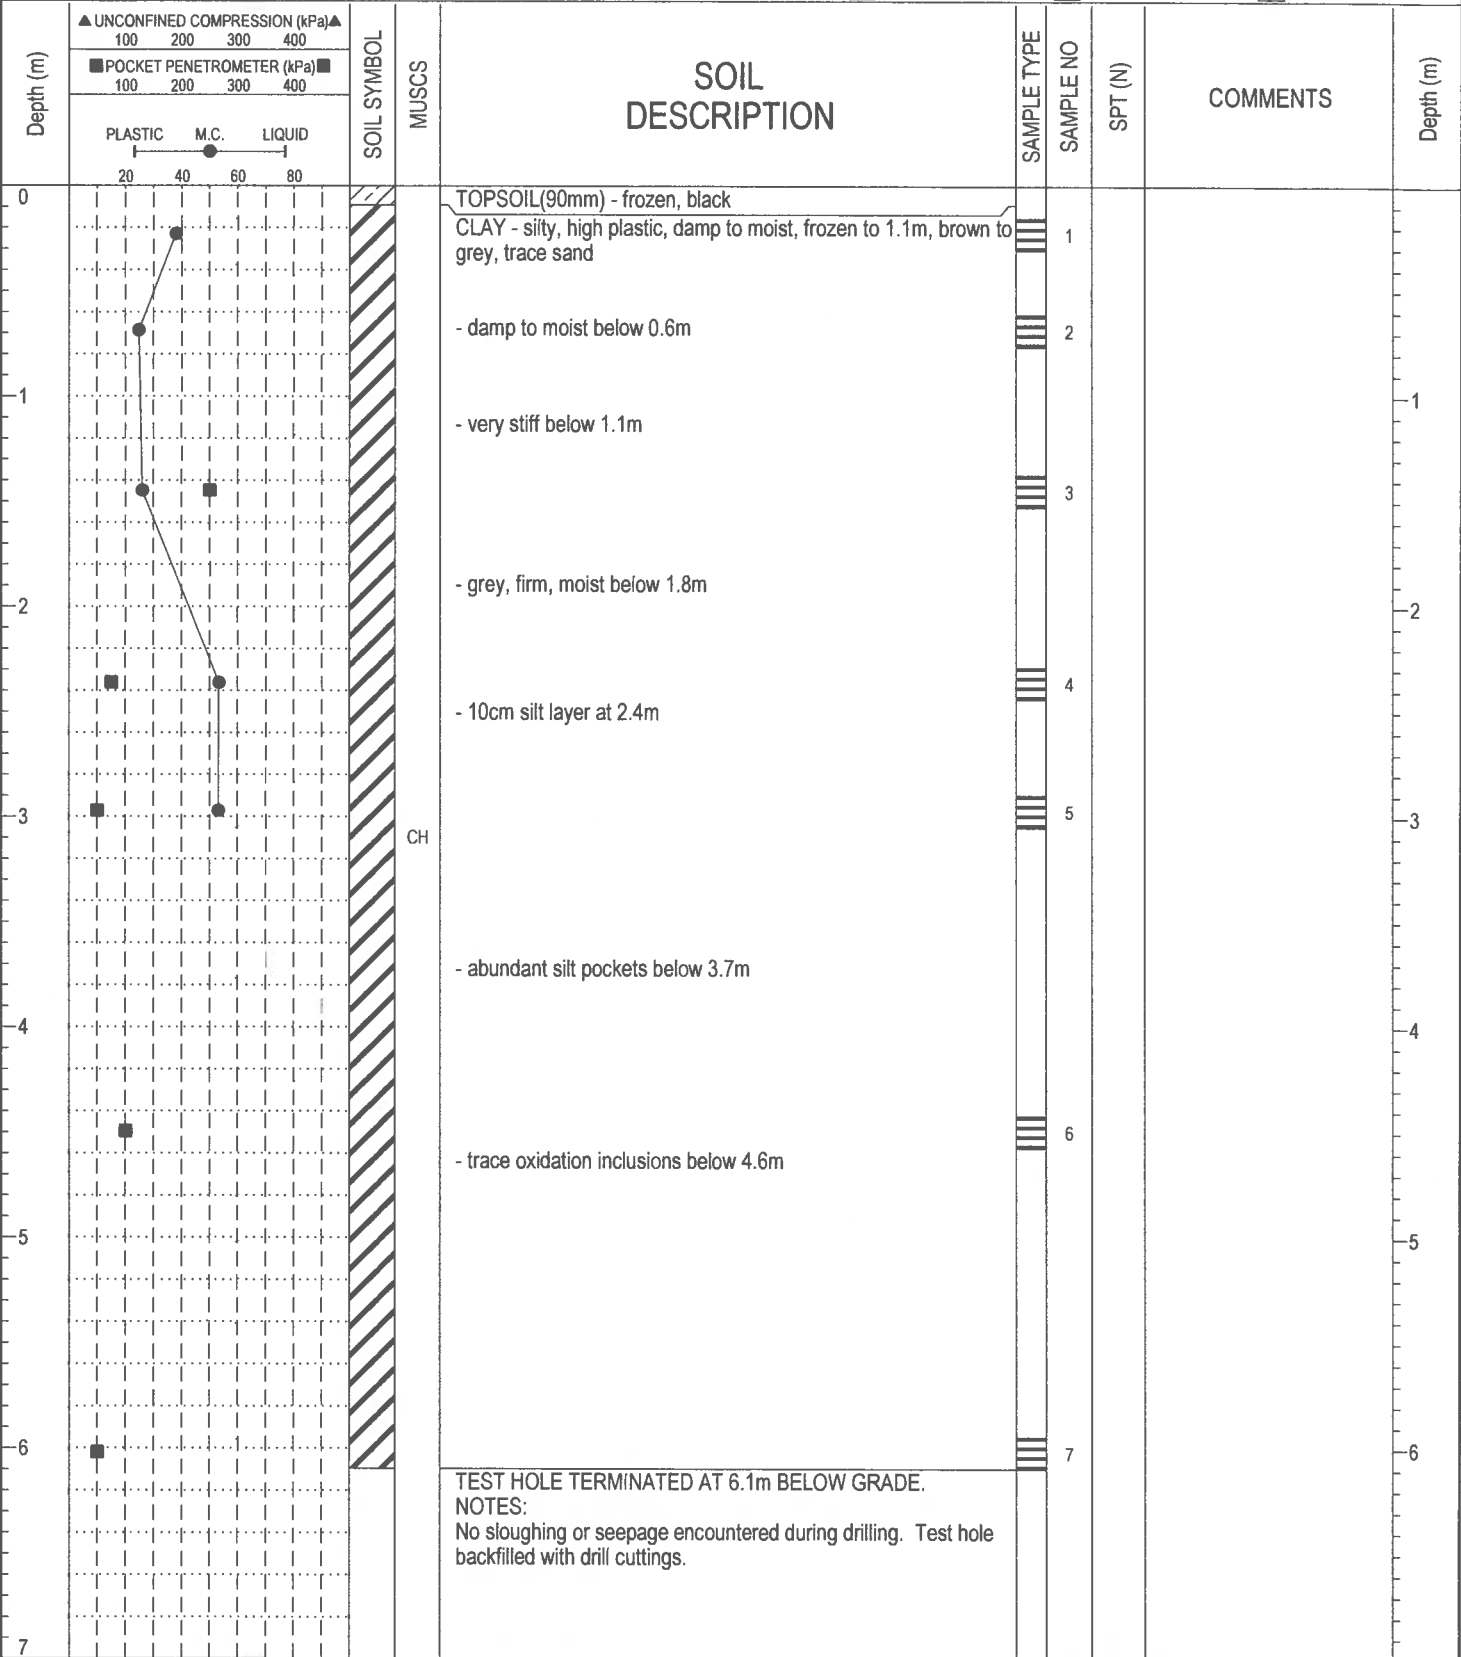 Depth (m)
▲ UNCONFINED COMPRESSION (kPa) ▲
100 200 300 400
■ POCKET PENETROMETER (kPa) ■
100 200 300 400
PLASTIC M.C. LIQUID
20 40 60 80
SOIL SYMBOL
MUSCS
SOIL
DESCRIPTION
SAMPLE TYPE
SAMPLE NO
SPT (N)
COMMENTS
Depth (m)
0
TOPSOIL(90mm) - frozen, black
CLAY - silty, high plastic, damp to moist, frozen to 1.1m, brown to
grey, trace sand
1
- damp to moist below 0.6m
2
1
1
- very stiff below 1.1m
3
- grey, firm, moist below 1.8m
2
2
4
- 10cm silt layer at 2.4m
3
5
3
CH
- abundant silt pockets below 3.7m
4
4
6
- trace oxidation inclusions below 4.6m
5
5
6
7
6
TEST HOLE TERMINATED AT 6.1m BELOW GRADE.
NOTES:
No sloughing or seepage encountered during drilling. Test hole
backfilled with drill cuttings.
7